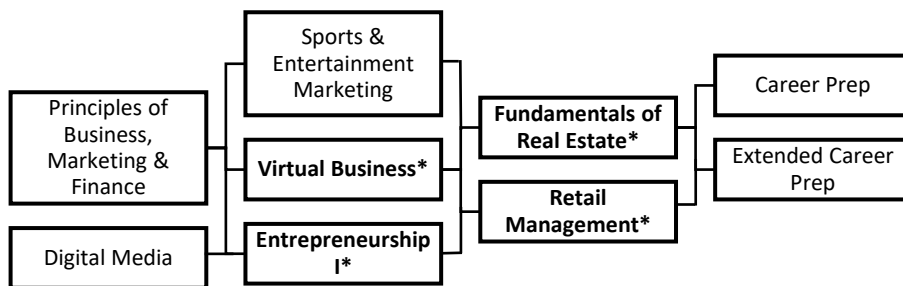 Principles of
Business,
Marketing &
Finance
Digital Media
Sports &
Entertainment
Marketing
Virtual Business*
Entrepreneurship
I*
Fundamentals of
Real Estate*
Retail
Management*
Career Prep
Extended Career
Prep